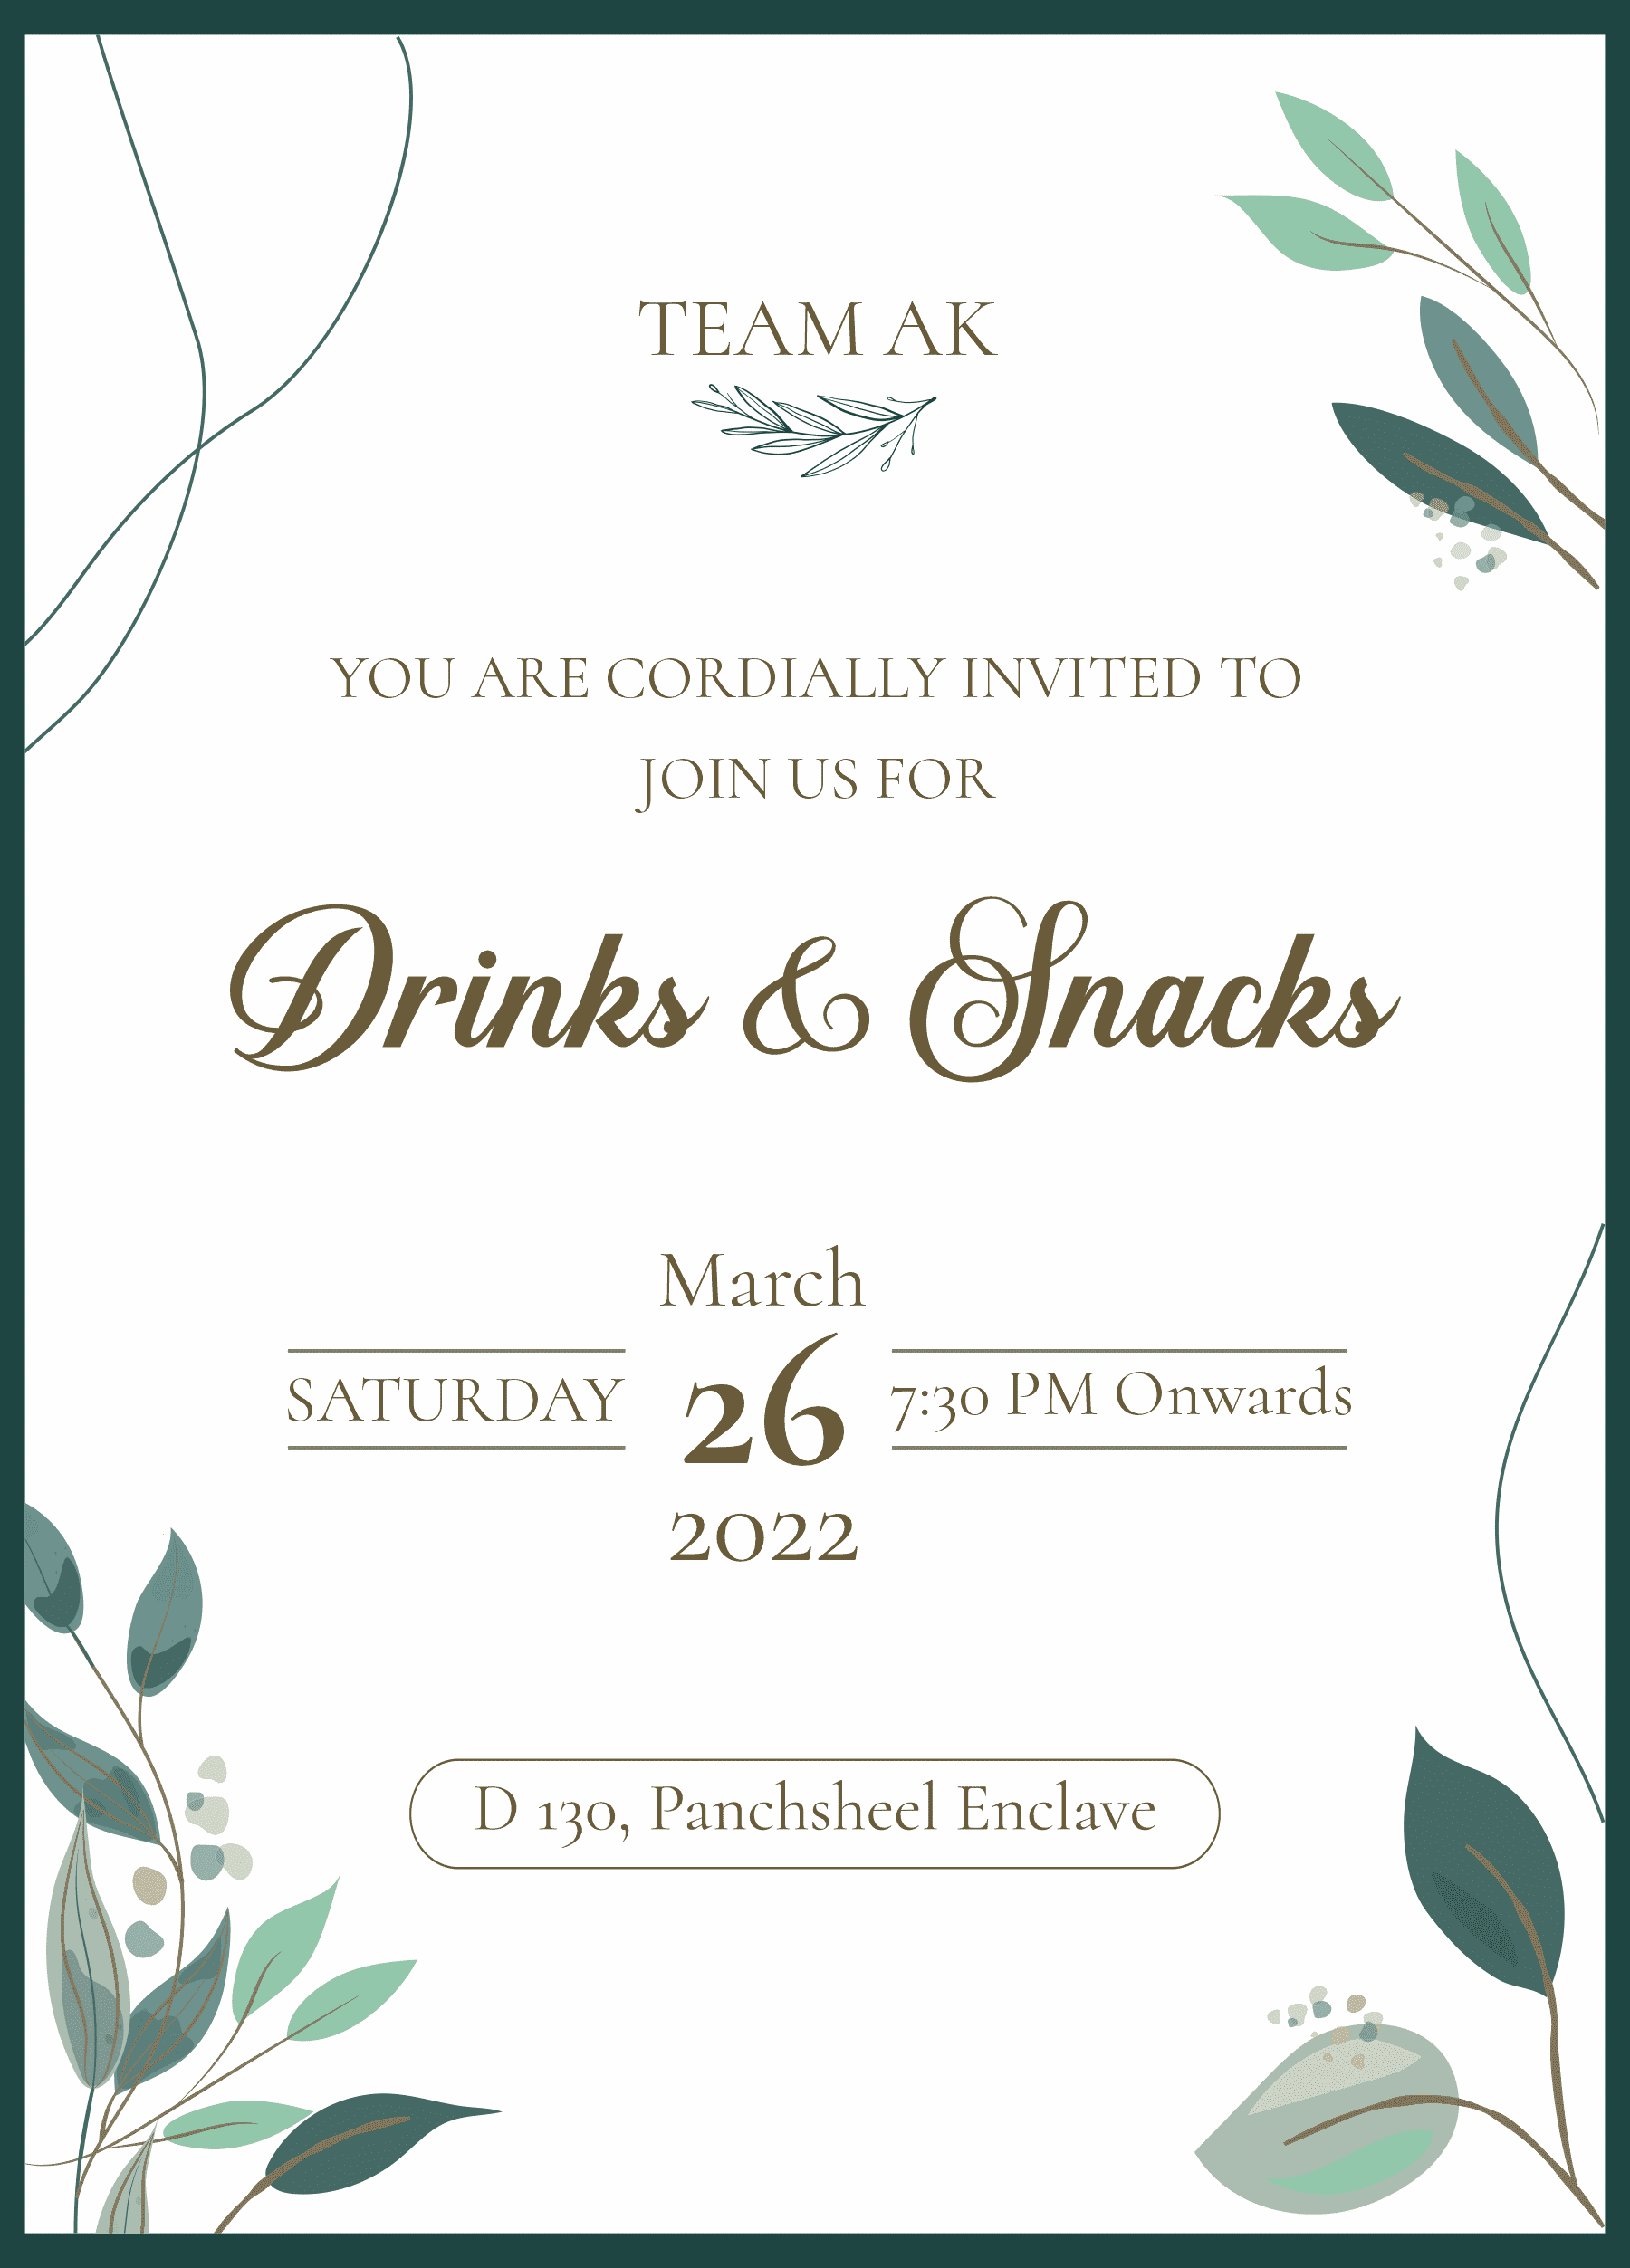 TEAM AK
YOU ARE CORDIALLY INVITED TO
JOIN US FOR
Drinks & Snacks
March
SATURDAY 26 7:30 PM Onwards
2022
D 130, Panchsheel Enclave